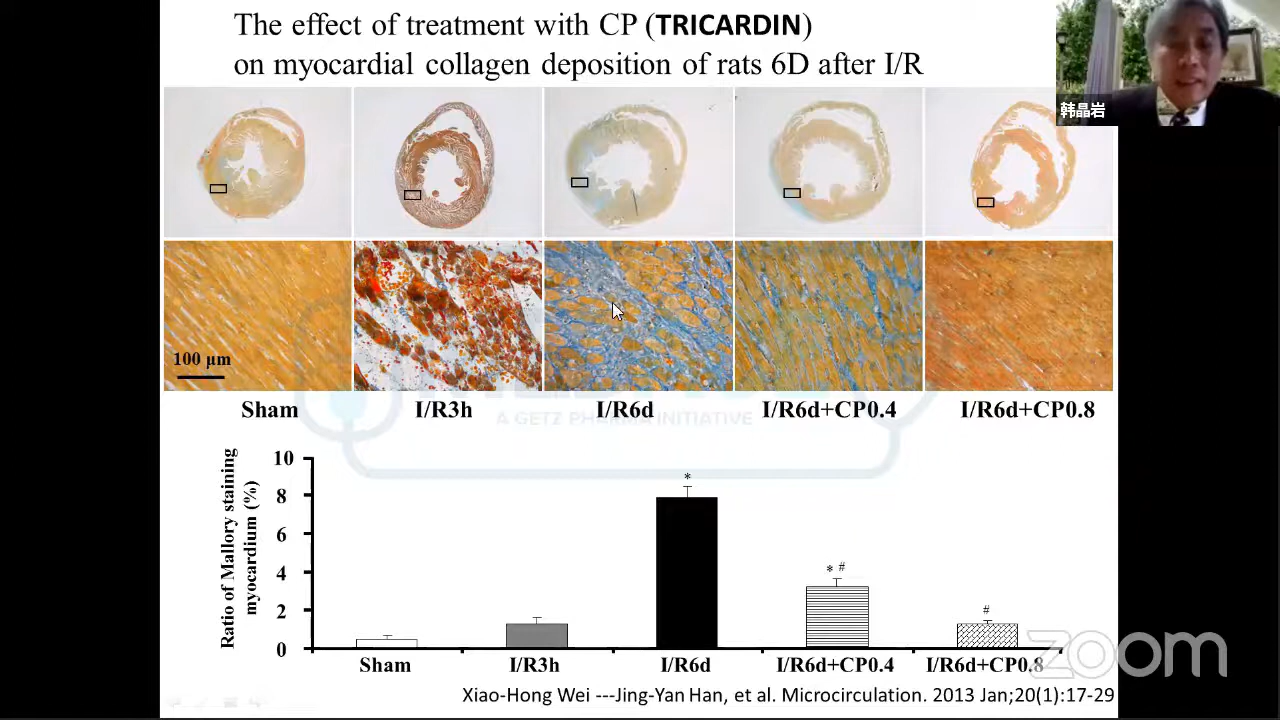 The effect of treatment with CP (TRICARDIN)
on myocardial collagen deposition of rats 6D after I/R
韩晶岩
100 μm
Sham I/R3h I/R6d I/R6d+CP0.4 I/R6d+CP0.8
A GETZ PHARMA INITIATIVE
Ratio of Mallory staining
myocardium (%)
10
8
6
4
2
0
*
* #
#
Sham I/R3h I/R6d I/R6d+CP0.4 I/R6d+CP0.8
zoom
Xiao-Hong Wei ---Jing-Yan Han, et al. Microcirculation. 2013 Jan;20(1):17-29